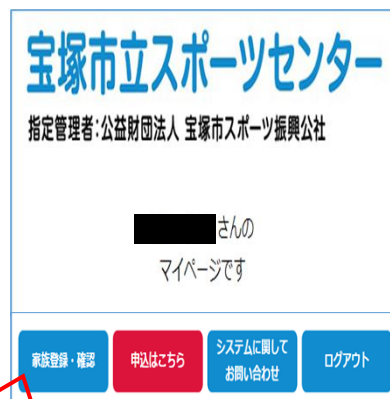 宝塚市立スポーツセンター
指定管理者:公益財団法人 宝塚市スポーツ振興公社
さんの
マイページです
家族登録・確認
申込はこちら
システムに関して
お問い合わせ
ログアウト